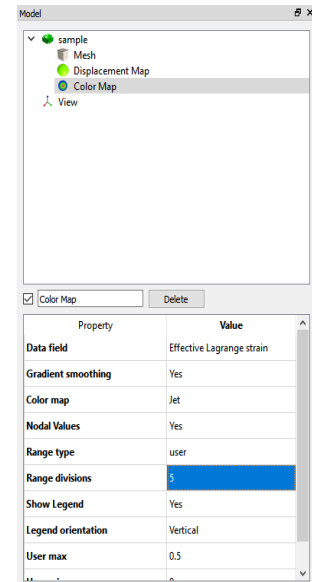 Model
sample
Mesh
Displacement Map
Color Map
View
Color Map Delete
Property Value
Data field Effective Lagrange strain
Gradient smoothing Yes
Color map Jet
Nodal Values Yes
Range type user
Range divisions 5
Show Legend Yes
Legend orientation Vertical
User max 0.5